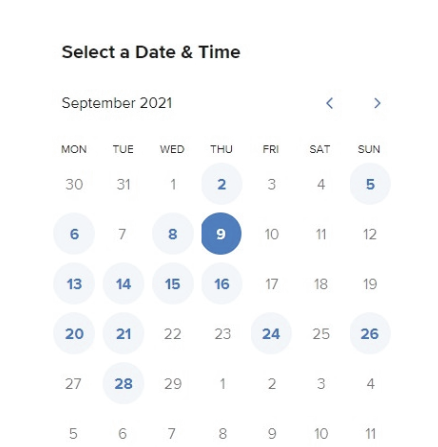 Select a Date & Time
September 2021
MON TUE WED THU FRI SAT SUN
30 31 1 2 3 4 5
6 7 8 9 10 11 12
13 14 15 16 17 18 19
20 21 22 23 24 25 26
27 28 29 1 2 3 4
5 6 7 8 9 10 11